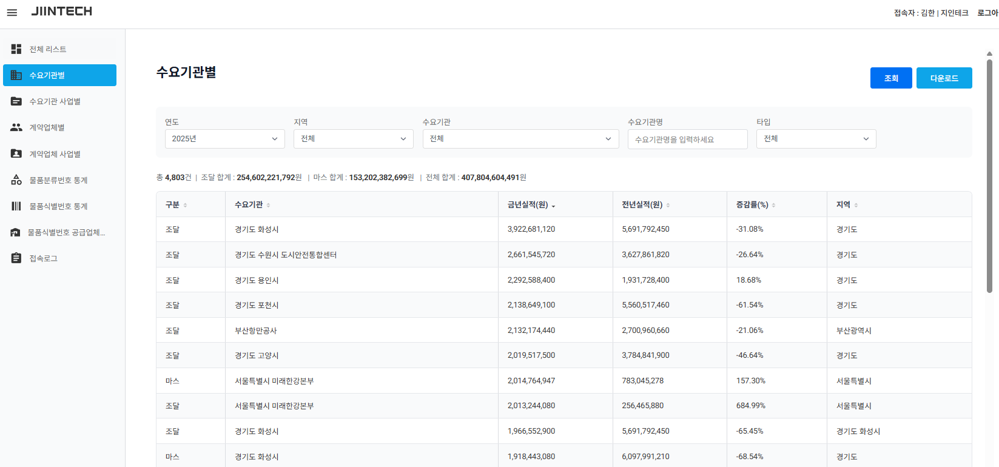 JIINTECH
접속자 : 김한 | 지인테크 로그아
전체 리스트
수요기관별
수요기관 사업별
계약업체별
계약업체 사업별
물품분류번호 통계
물품식별번호 통계
물품식별번호 공급업체...
접속로그
수요기관별
조회 다운로드
연도 지역 수요기관 수요기관명 타입
2025년 전체 전체 수요기관명을 입력하세요 전체
총 4,803건 | 조달 합계 : 254,602,221,792원 | 마스 합계 : 153,202,382,699원 | 전체 합계 : 407,804,604,491원
구분 수요기관 금년실적(원) 전년실적(원) 증감률(%) 지역
조달 경기도 화성시 3,922,681,120 5,691,792,450 -31.08% 경기도
조달 경기도 수원시 도시안전통합센터 2,661,545,720 3,627,861,820 -26.64% 경기도
조달 경기도 용인시 2,292,588,400 1,931,728,400 18.68% 경기도
조달 경기도 포천시 2,138,649,100 5,560,517,460 -61.54% 경기도
조달 부산항만공사 2,132,174,440 2,700,960,660 -21.06% 부산광역시
조달 경기도 고양시 2,019,517,500 3,784,841,900 -46.64% 경기도
마스 서울특별시 미래한강본부 2,014,764,947 783,045,278 157.30% 서울특별시
조달 서울특별시 미래한강본부 2,013,244,080 256,465,880 684.99% 서울특별시
조달 경기도 화성시 1,966,552,900 5,691,792,450 -65.45% 경기도 화성시
마스 경기도 화성시 1,918,443,080 6,097,991,210 -68.54% 경기도